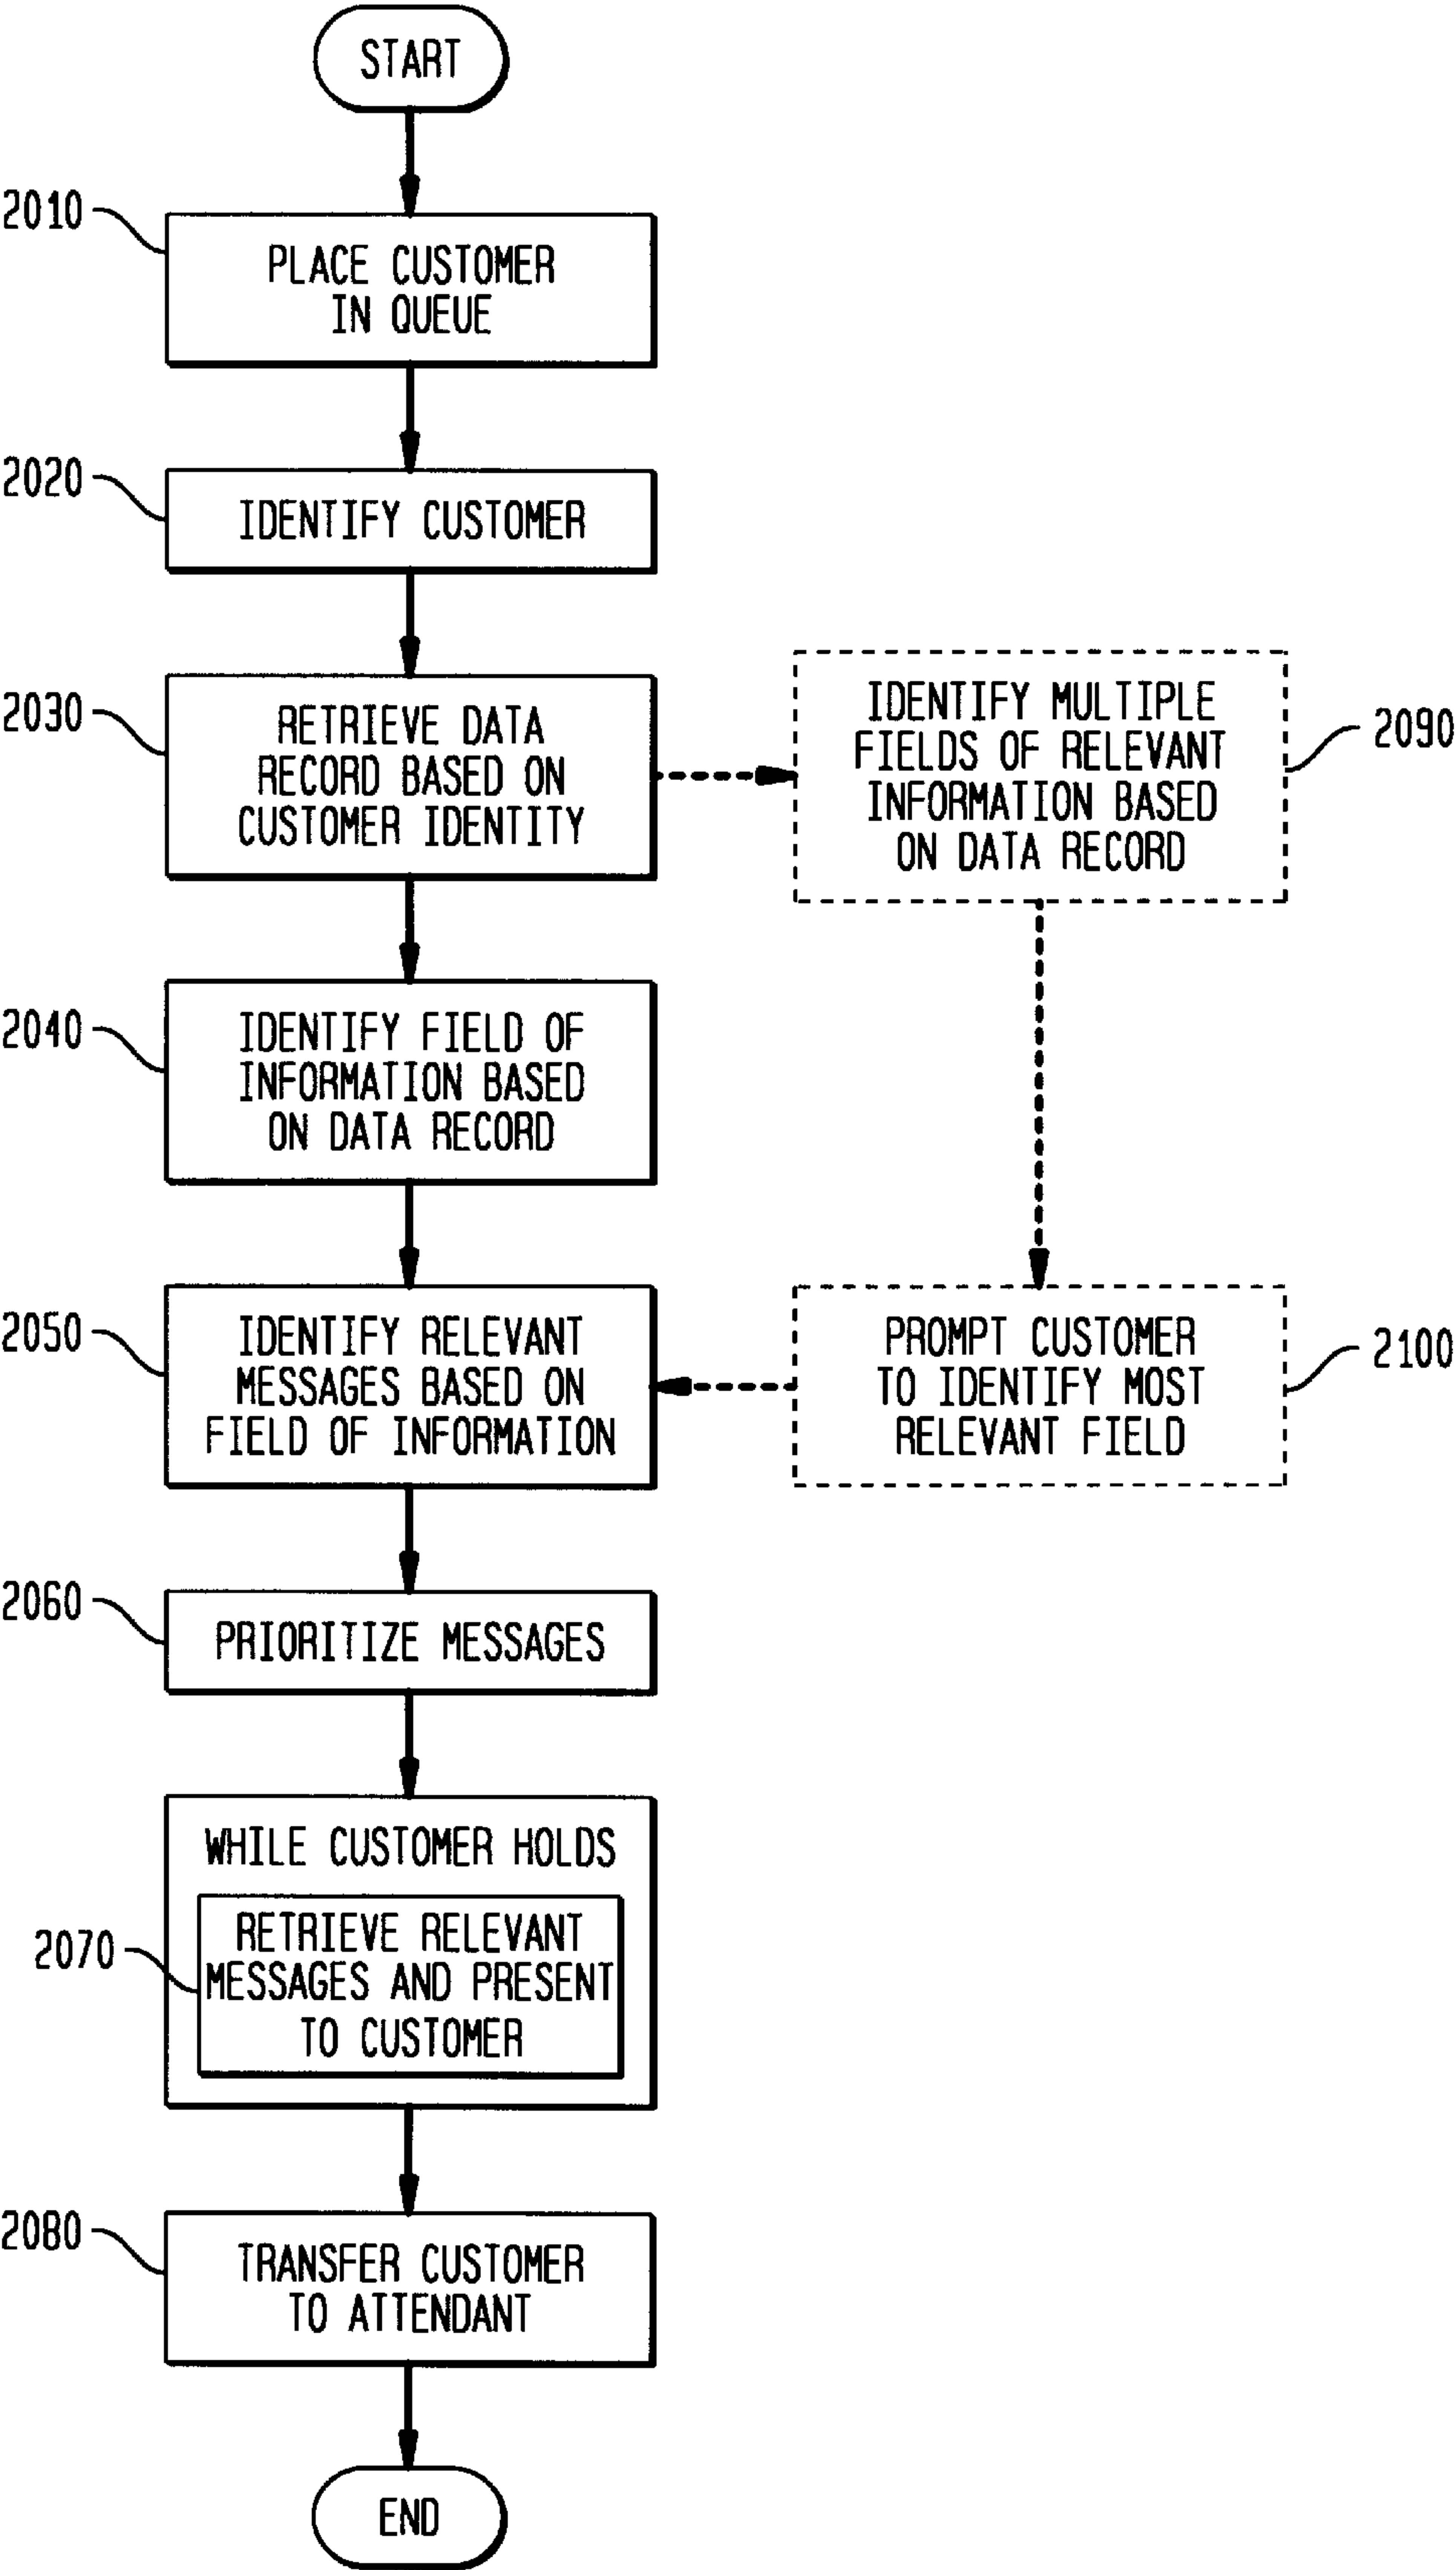 START
2010
PLACE CUSTOMER
IN QUEUE
2020
IDENTIFY CUSTOMER
2030
RETRIEVE DATA
RECORD BASED ON
CUSTOMER IDENTITY
IDENTIFY MULTIPLE
FIELDS OF RELEVANT
INFORMATION BASED
ON DATA RECORD
2090
2040
IDENTIFY FIELD OF
INFORMATION BASED
ON DATA RECORD
2050
IDENTIFY RELEVANT
MESSAGES BASED ON
FIELD OF INFORMATION
PROMPT CUSTOMER
TO IDENTIFY MOST
RELEVANT FIELD
2100
2060
PRIORITIZE MESSAGES
WHILE CUSTOMER HOLDS
2070
RETRIEVE RELEVANT
MESSAGES AND PRESENT
TO CUSTOMER
2080
TRANSFER CUSTOMER
TO ATTENDANT
END